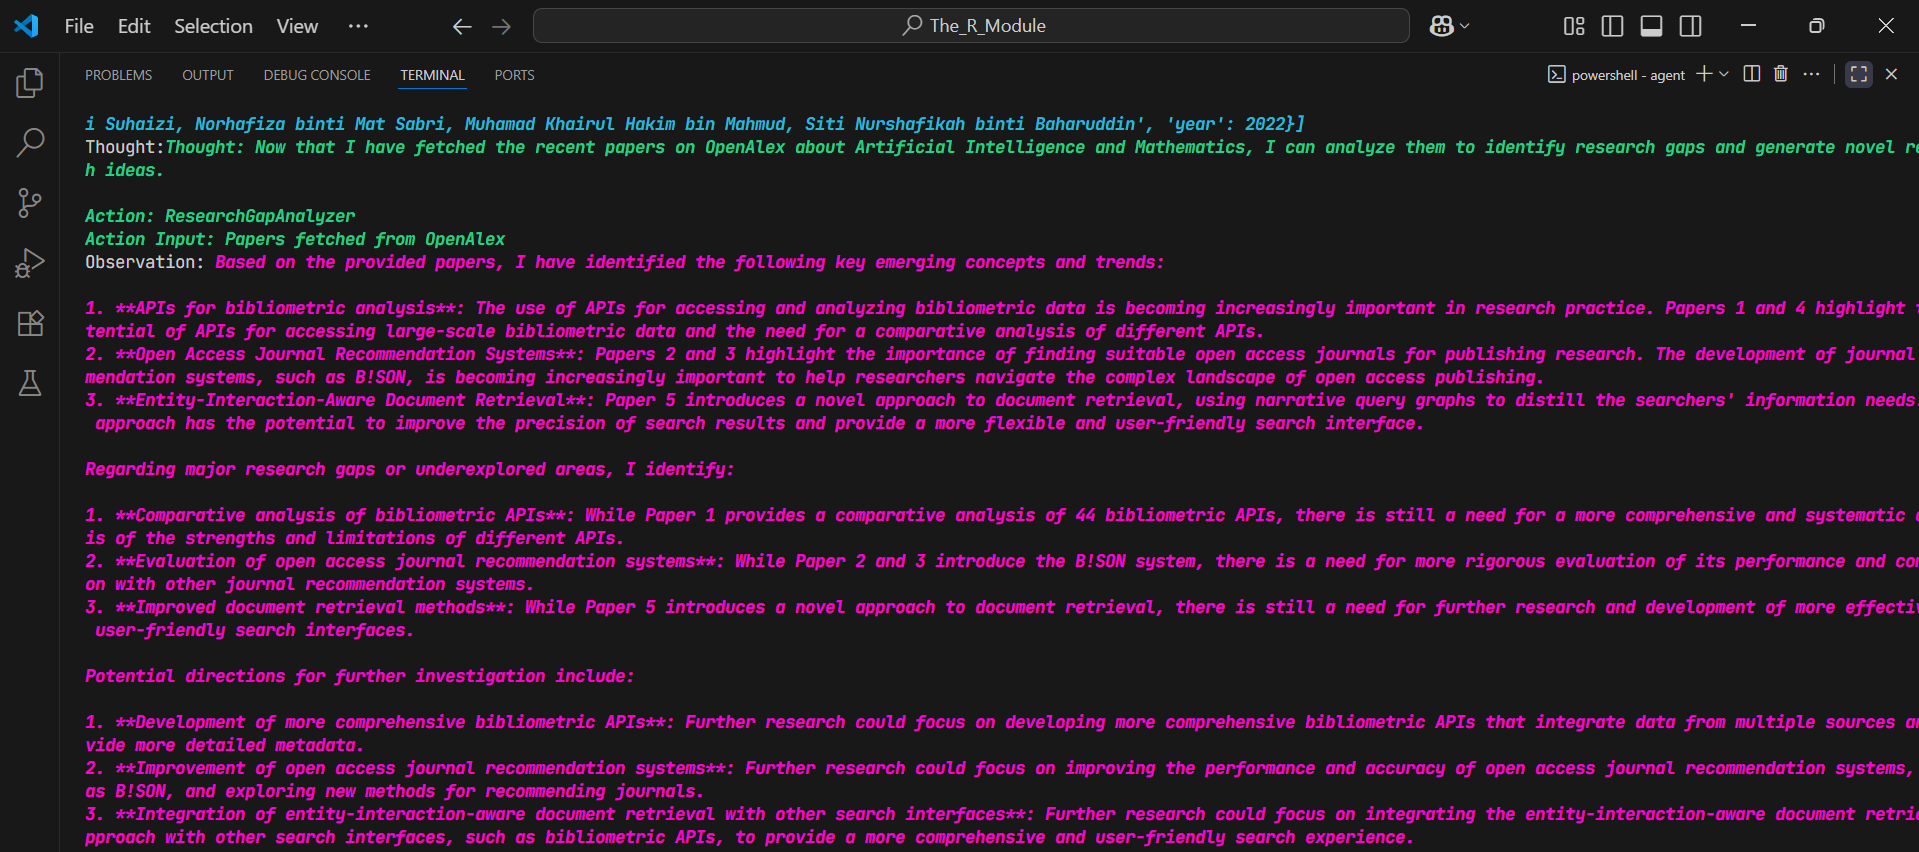 File Edit Selection View ··· The_R_Module
PROBLEMS OUTPUT DEBUG CONSOLE TERMINAL PORTS powershell - agent
i Suhaizi, Norhafiza binti Mat Sabri, Muhamad Khairul Hakim bin Mahmud, Siti Nurshafikah binti Baharuddin', 'year': 2022}]
Thought:Thought: Now that I have fetched the recent papers on OpenAlex about Artificial Intelligence and Mathematics, I can analyze them to identify research gaps and generate novel re
h ideas.
Action: ResearchGapAnalyzer
Action Input: Papers fetched from OpenAlex
Observation: Based on the provided papers, I have identified the following key emerging concepts and trends:
1. **APIs for bibliometric analysis**: The use of APIs for accessing and analyzing bibliometric data is becoming increasingly important in research practice. Papers 1 and 4 highlight
tential of APIs for accessing large-scale bibliometric data and the need for a comparative analysis of different APIs.
2. **Open Access Journal Recommendation Systems**: Papers 2 and 3 highlight the importance of finding suitable open access journals for publishing research. The development of journal
mendation systems, such as B!SON, is becoming increasingly important to help researchers navigate the complex landscape of open access publishing.
3. **Entity-Interaction-Aware Document Retrieval**: Paper 5 introduces a novel approach to document retrieval, using narrative query graphs to distill the searchers' information needs.
approach has the potential to improve the precision of search results and provide a more flexible and user-friendly search interface.
Regarding major research gaps or underexplored areas, I identify:
1. **Comparative analysis of bibliometric APIs**: While Paper 1 provides a comparative analysis of 44 bibliometric APIs, there is still a need for a more comprehensive and systematic
is of the strengths and limitations of different APIs.
2. **Evaluation of open access journal recommendation systems**: While Paper 2 and 3 introduce the B!SON system, there is a need for more rigorous evaluation of its performance and com
on with other journal recommendation systems.
3. **Improved document retrieval methods**: While Paper 5 introduces a novel approach to document retrieval, there is still a need for further research and development of more effectiv
user-friendly search interfaces.
Potential directions for further investigation include:
1. **Development of more comprehensive bibliometric APIs**: Further research could focus on developing more comprehensive bibliometric APIs that integrate data from multiple sources an
vide more detailed metadata.
2. **Improvement of open access journal recommendation systems**: Further research could focus on improving the performance and accuracy of open access journal recommendation systems,
as B!SON, and exploring new methods for recommending journals.
3. **Integration of entity-interaction-aware document retrieval with other search interfaces**: Further research could focus on integrating the entity-interaction-aware document retrie
pproach with other search interfaces, such as bibliometric APIs, to provide a more comprehensive and user-friendly search experience.